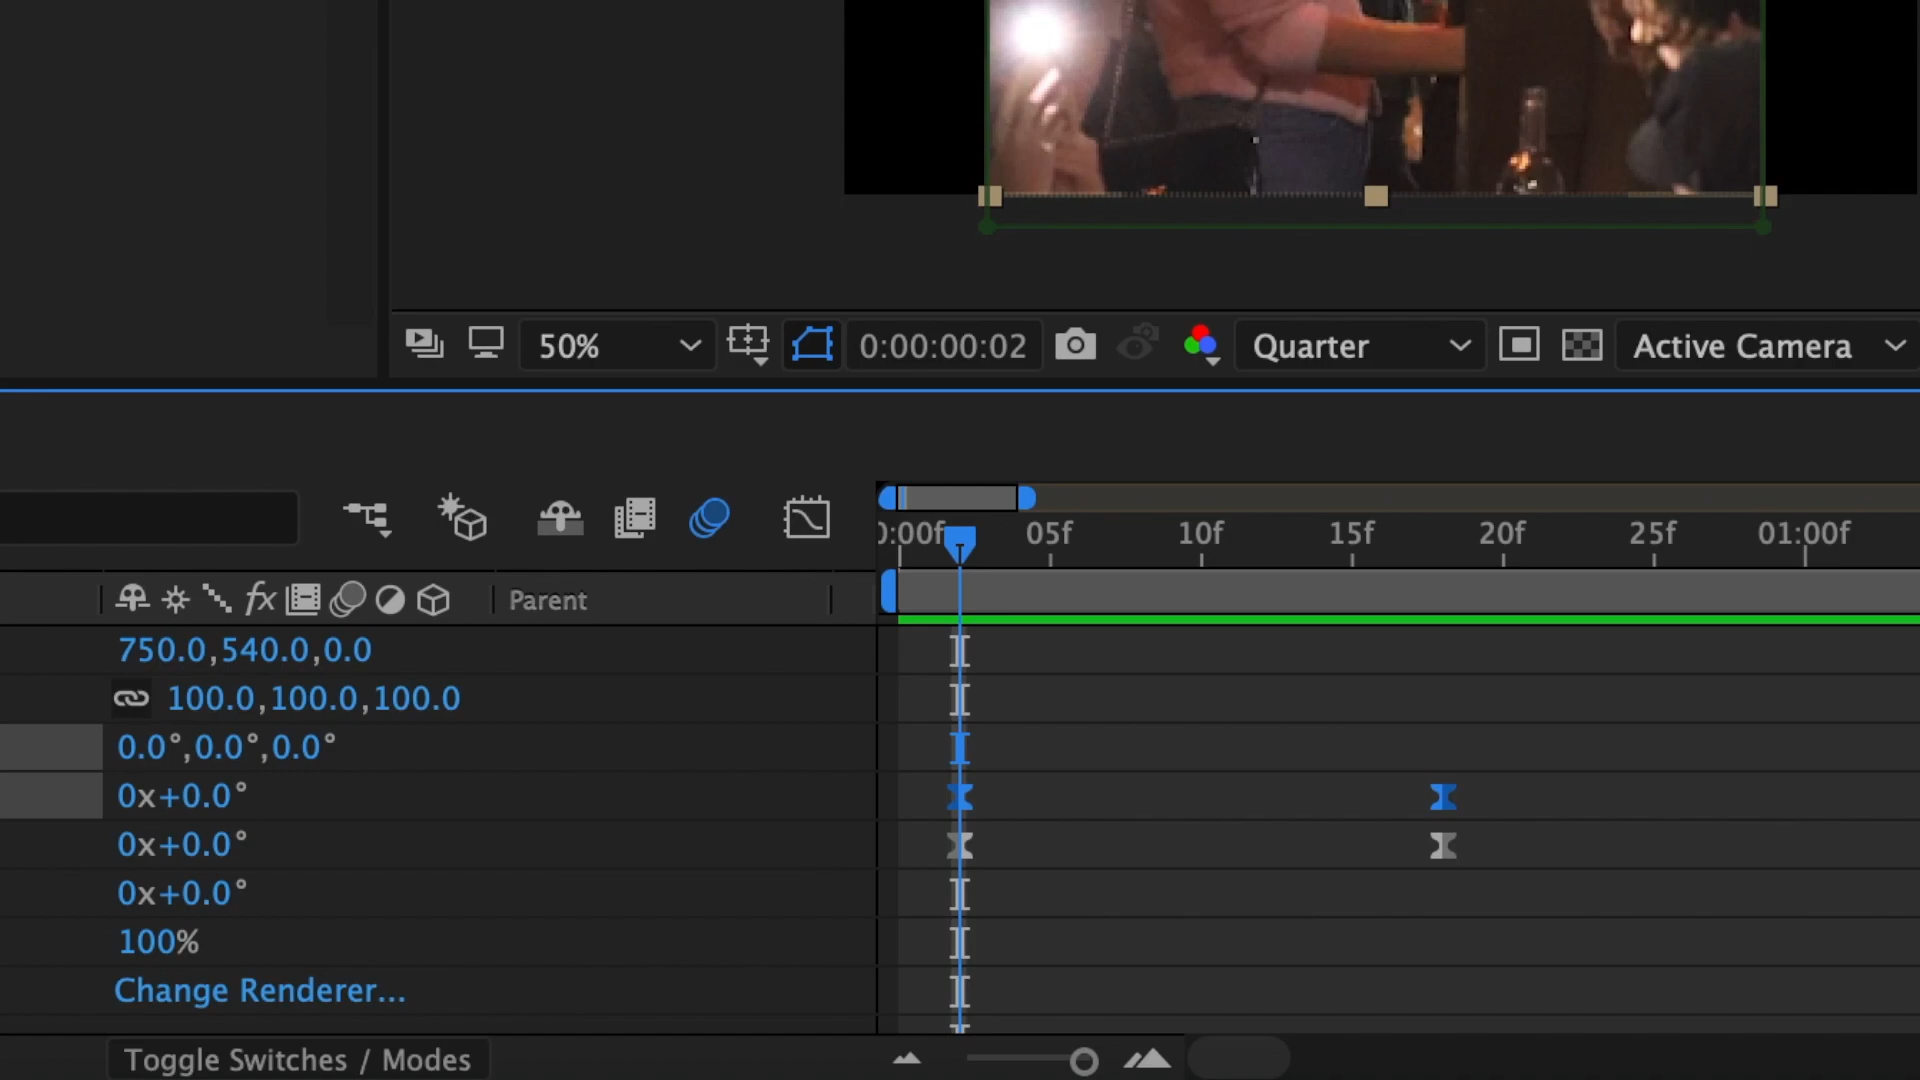 50%
0:00:00:02
Quarter
Active Camera
0:00f 05f 10f 15f 20f 25f 01:00f
fx
Parent
750.0,540.0,0.0
100.0,100.0,100.0
0.0°,0.0°,0.0°
0x+0.0°
0x+0.0°
0x+0.0°
100%
Change Renderer...
Toggle Switches / Modes